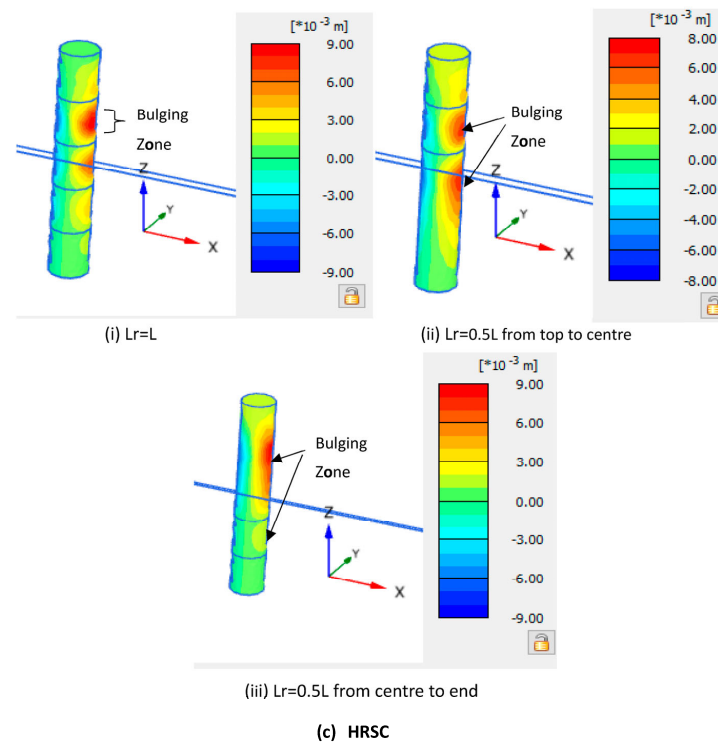 [*10 -3 m]
9.00
6.00
3.00
0.00
-3.00
-6.00
-9.00
Bulging
Zone
Z
Y
X
(i) Lr=L
[*10 -3 m]
8.00
6.00
4.00
2.00
0.00
-2.00
-4.00
-6.00
-8.00
Bulging
Zone
Z
Y
X
(ii) Lr=0.5L from top to centre
[*10 -3 m]
9.00
6.00
3.00
0.00
-3.00
-6.00
-9.00
Bulging
Zone
Z
Y
X
(iii) Lr=0.5L from centre to end
(c) HRSC